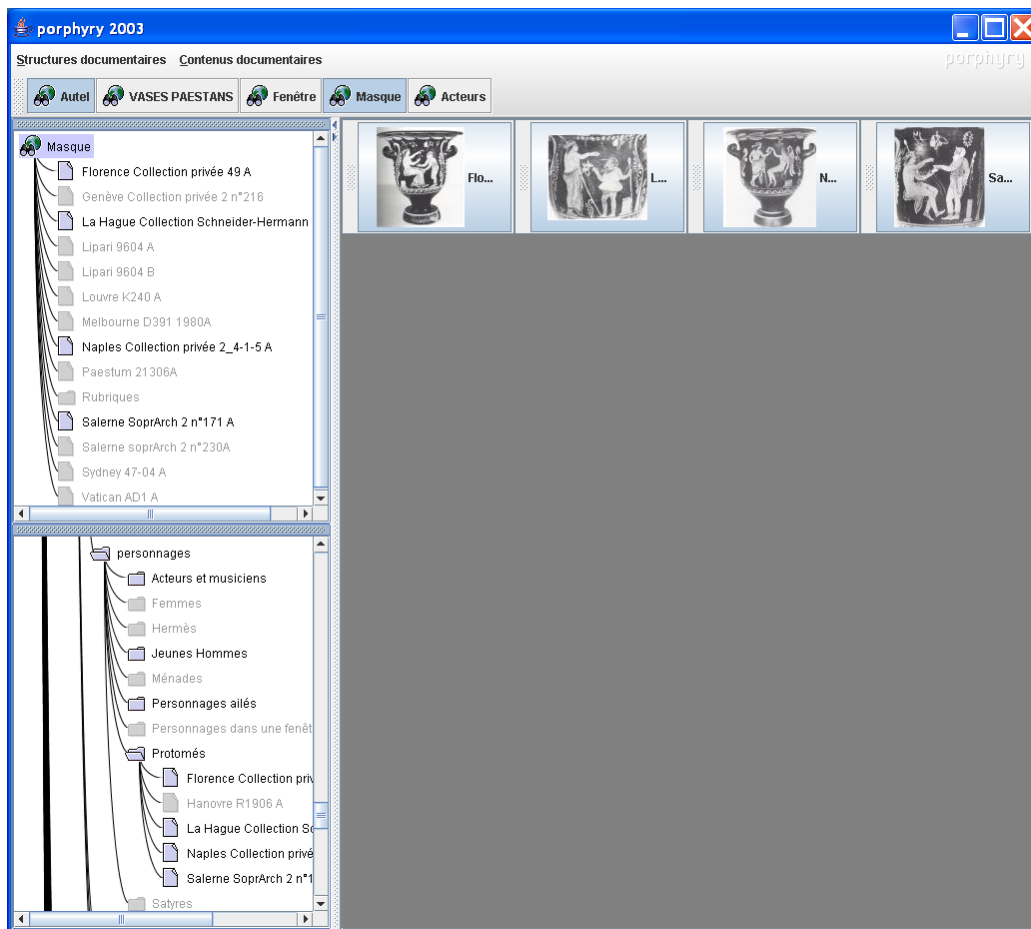 porphyry 2003
Structures documentaires Contenus documentaires
porphyry
Autel VASES PAESTANS Fenêtre Masque Acteurs
Masque
Florence Collection privée 49 A
Genève Collection privée 2 n°216
La Hague Collection Schneider-Hermann
Lipari 9604 A
Lipari 9604 B
Louvre K240 A
Melbourne D391 1980A
Naples Collection privée 2_4-1-5 A
Paestum 21306A
Rubriques
Salerne SoprArch 2 n°171 A
Salerne soprArch 2 n°230A
Sydney 47-04 A
Vatican AD1 A
Flo... L... N... Sa...
personnages
Acteurs et musiciens
Femmes
Hermès
Jeunes Hommes
Ménades
Personnages ailés
Personnages dans une fenêt
Protomés
Florence Collection priv
Hanovre R1906 A
La Hague Collection Sc
Naples Collection privé
Salerne SoprArch 2 n°1
Satyres